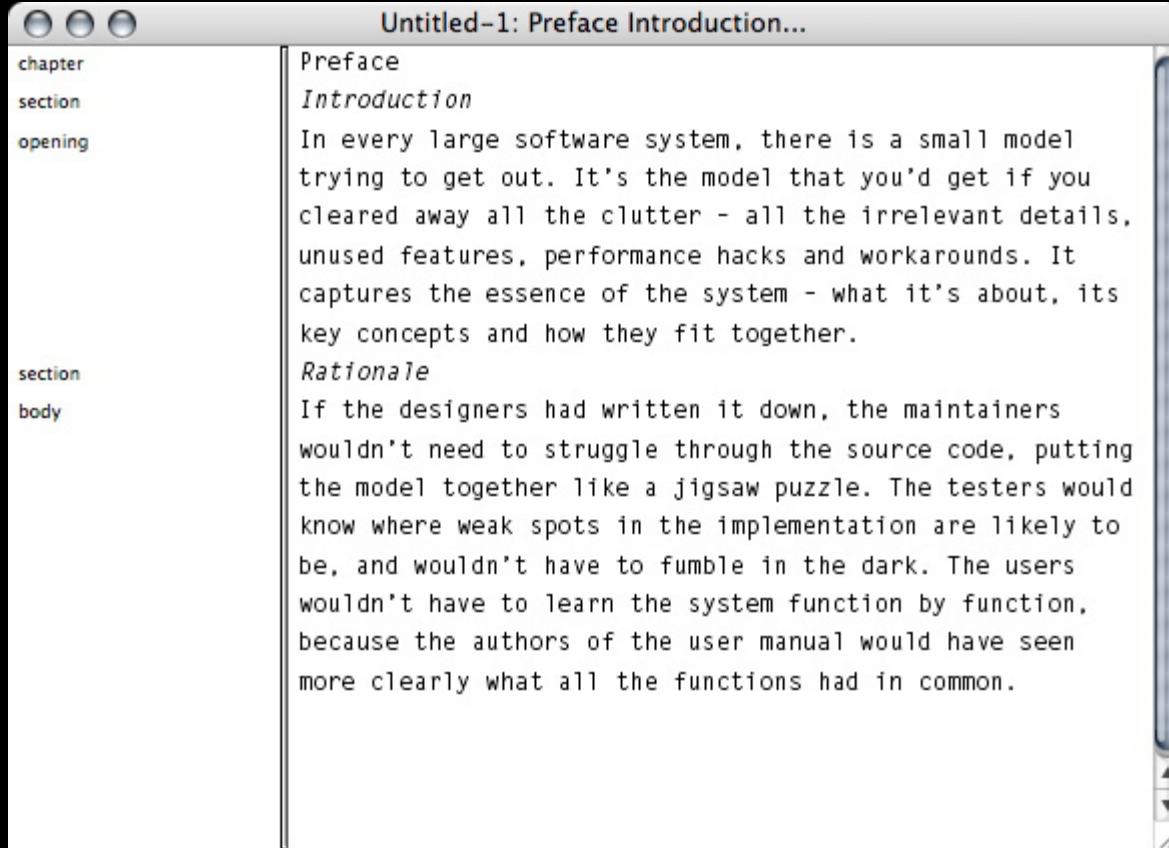 Untitled-1: Preface Introduction...
chapter
Preface
section
Introduction
opening
In every large software system, there is a small model
trying to get out. It's the model that you'd get if you
cleared away all the clutter - all the irrelevant details,
unused features, performance hacks and workarounds. It
captures the essence of the system - what it's about, its
key concepts and how they fit together.
section
Rationale
body
If the designers had written it down, the maintainers
wouldn't need to struggle through the source code, putting
the model together like a jigsaw puzzle. The testers would
know where weak spots in the implementation are likely to
be, and wouldn't have to fumble in the dark. The users
wouldn't have to learn the system function by function,
because the authors of the user manual would have seen
more clearly what all the functions had in common.